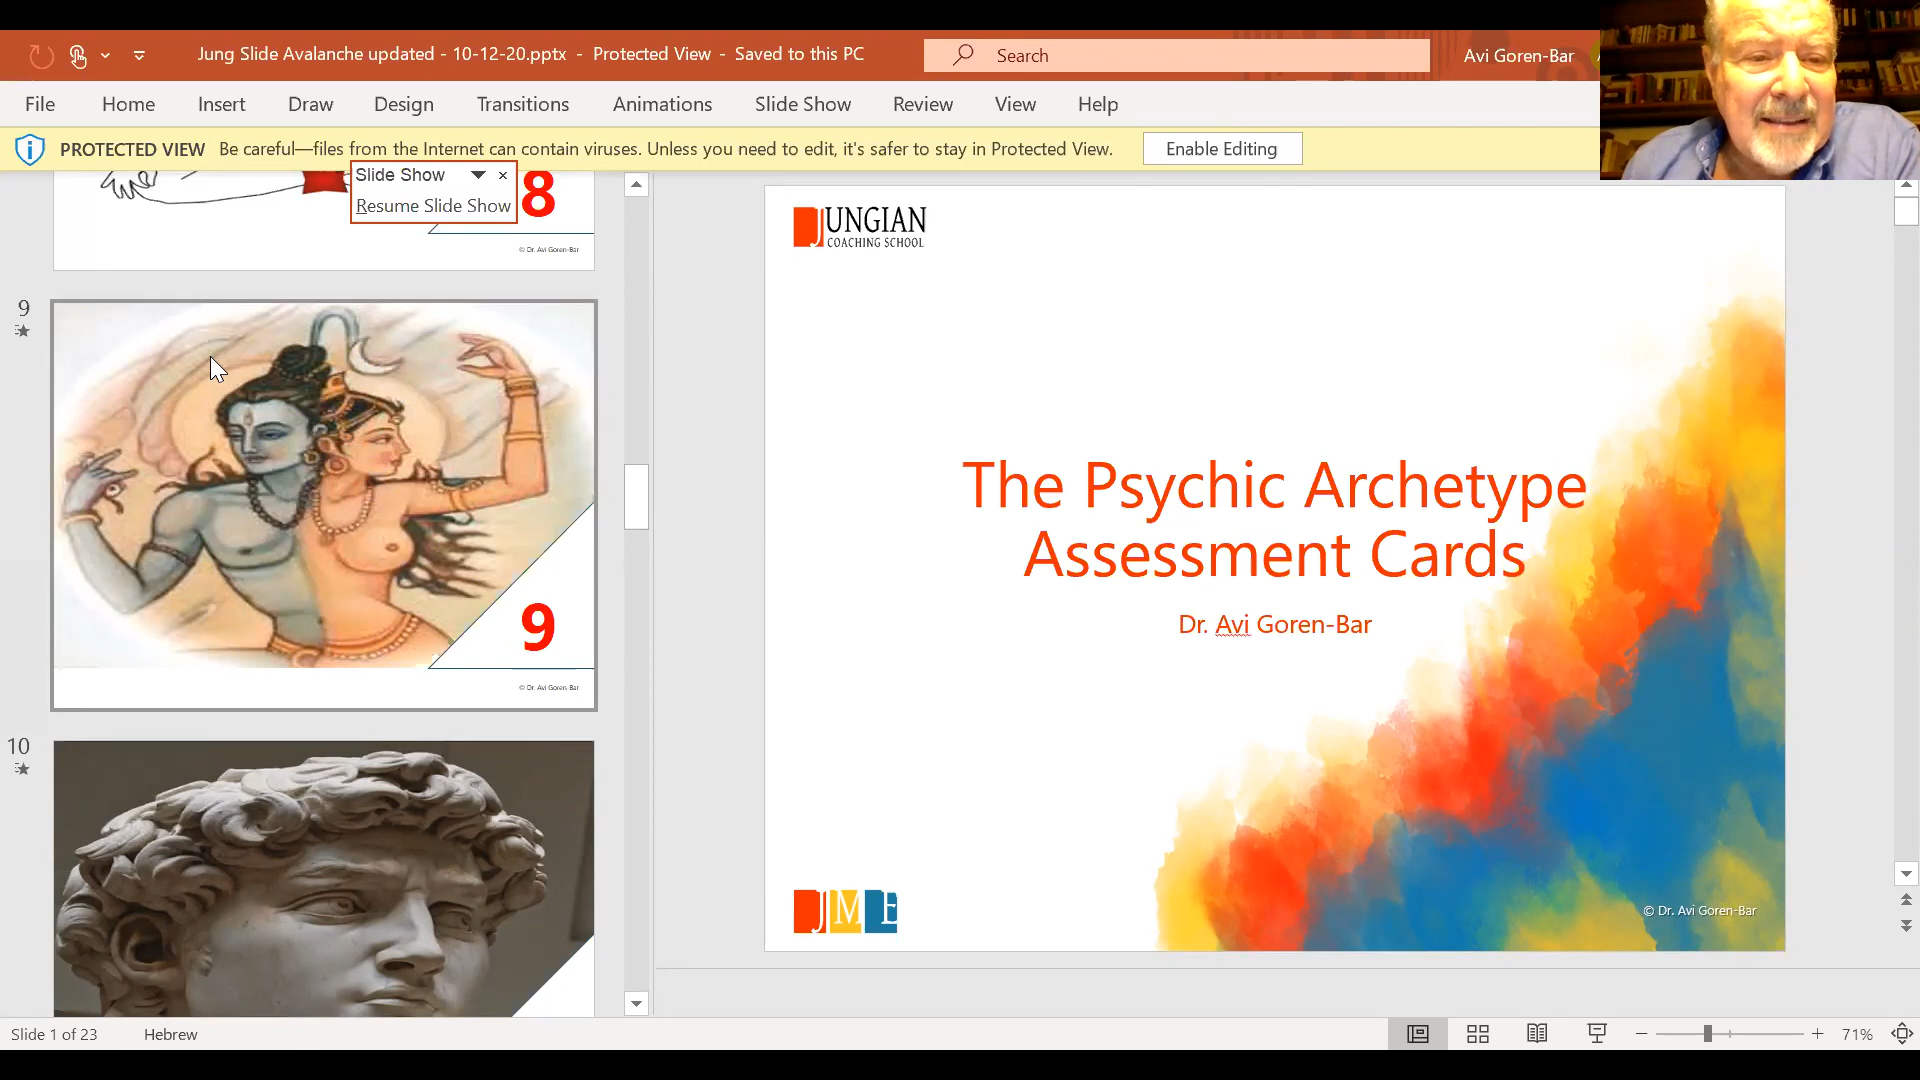 Jung Slide Avalanche updated - 10-12-20.pptx - Protected View - Saved to this PC
Search
Avi Goren-Bar
File Home Insert Draw Design Transitions Animations Slide Show Review View Help
PROTECTED VIEW Be careful—files from the Internet can contain viruses. Unless you need to edit, it's safer to stay in Protected View. Enable Editing
Slide Show
Resume Slide Show
8
© Dr. Avi Goren-Bar
9
9
© Dr. Avi Goren-Bar
10
JUNGIAN
COACHING SCHOOL
The Psychic Archetype
Assessment Cards
Dr. Avi Goren-Bar
JME
© Dr. Avi Goren-Bar
Slide 1 of 23 Hebrew 71%